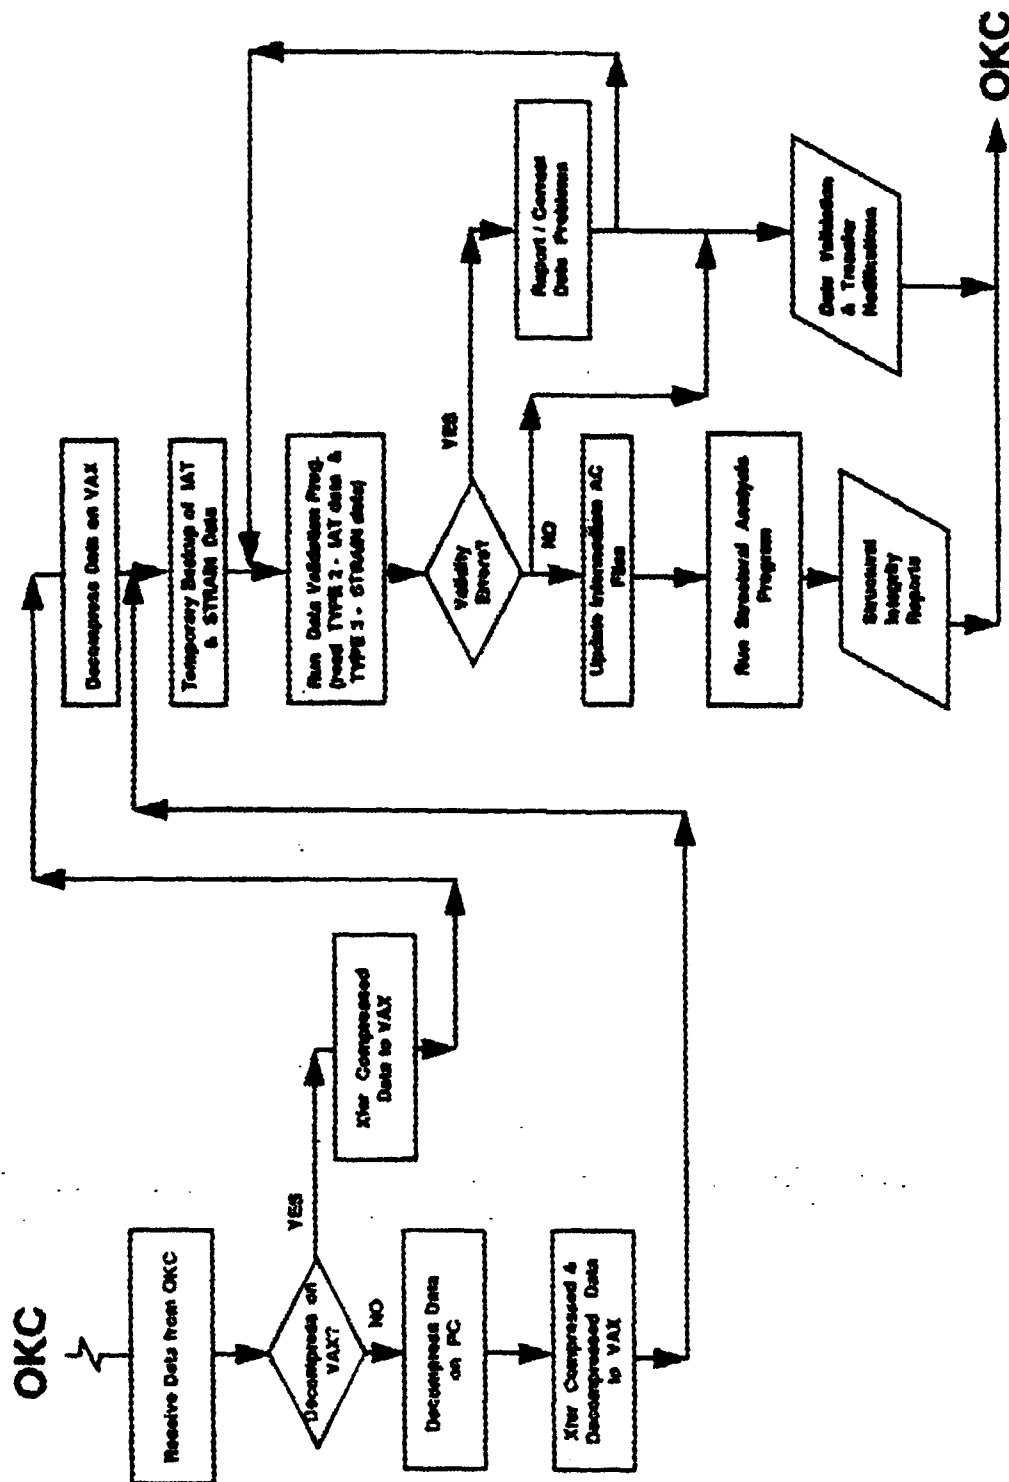 OKC
Receive Data from OKC
Decompress on
VAX?
YES
NO
Xfer Compressed
Data to VAX
Decompress Data
on PC
Xfer Compressed &
Decompressed Data
to VAX
Decompress Data on VAX
Temporary Backup of IAT
& STRAIN Data
Run Data Validation Prog.
(read TYPE 2 - IAT data &
TYPE 3 - STRAIN data)
Validity
Errors?
YES
NO
Report / Correct
Data Problems
Update Intermediate AC
Files
Run Structural Analysis
Program
Structural
Integrity
Reports
Data Validation
& Transfer
Notifications
OKC